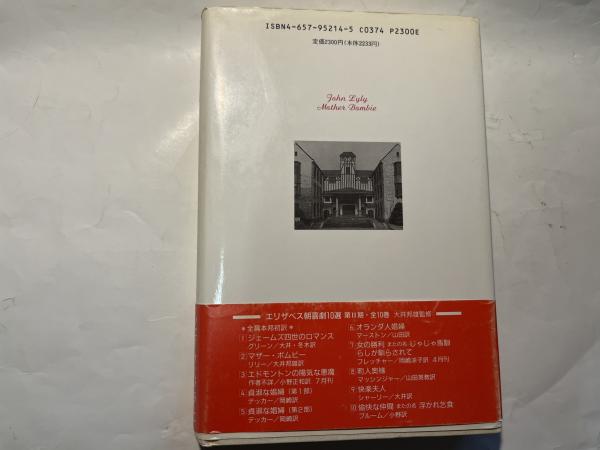 ISBN4-657-95214-5 C0374 P2300E
定価2300円(本体2233円)
John Lyly
Mother Bombie
エリザベス朝喜劇10選 第Ⅱ期・全10巻 大井邦雄監修
*全篇本邦初訳
1 ジェームズ四世のロマンス
グリーン/大井・冬木訳
2 マザー・ボムビー
リリー/大井邦雄訳
3 エドモントンの陽気な悪魔
作者不詳/小野正和訳 7月刊
4 貞淑な娼婦(第1部)
デッカー/岡崎訳
5 貞淑な娼婦(第2部)
デッカー/岡崎訳
6 オランダ人娼婦
マーストン/山田訳
7 女の勝利 またの名 じゃじゃ馬馴
らしが馴らされて
フレッチャー/岡崎凉子訳 4月刊
8 町人奥様
マッシンジャー/山田英教訳
9 快楽夫人
シャーリー/大井訳
10 愉快な仲間 またの名 浮かれ乞食
ブルーム/小野訳